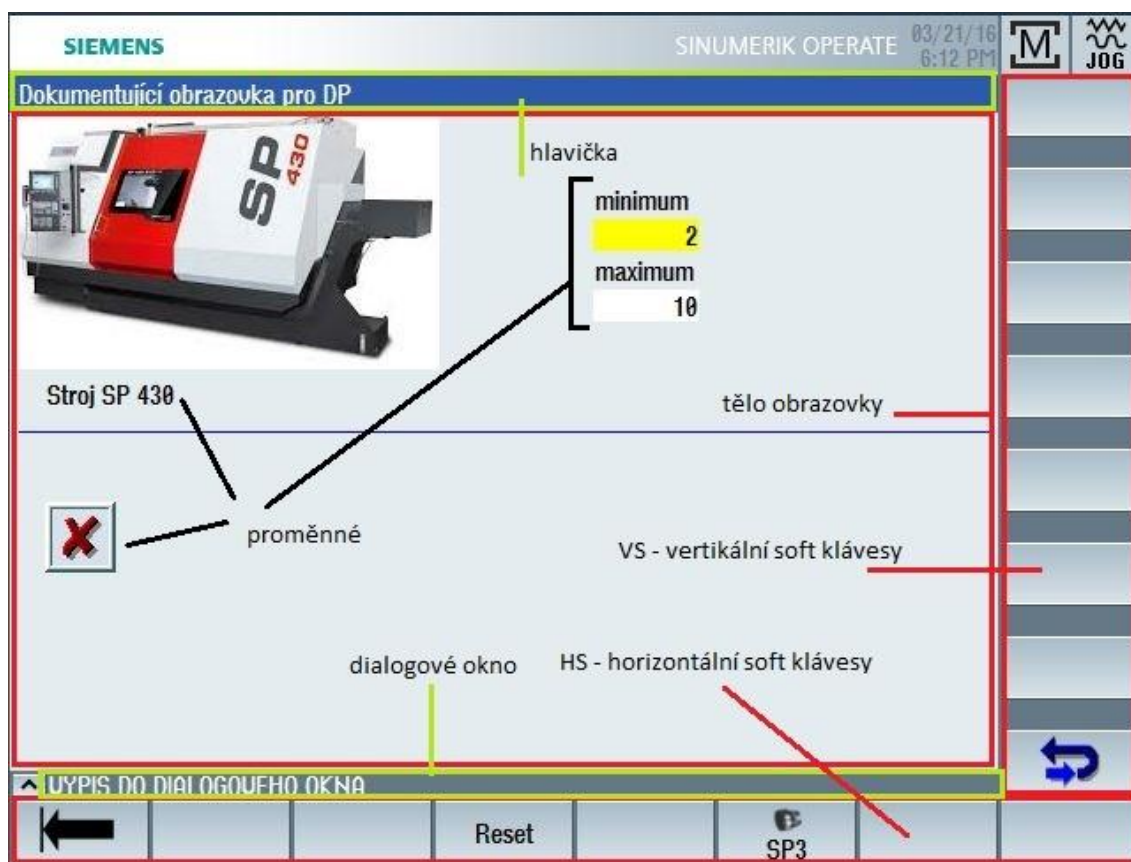 SIEMENS
SINUMERIK OPERATE
03/21/16
6:12 PM
M
JOG
Dokumentující obrazovka pro DP
hlavička
SP
430
minimum
2
maximum
10
Stroj SP 430
tělo obrazovky
proměnné
VS - vertikální soft klávesy
dialogové okno
HS - horizontální soft klávesy
VYPIS DO DIALOGOVEHO OKNA
Reset
SP3